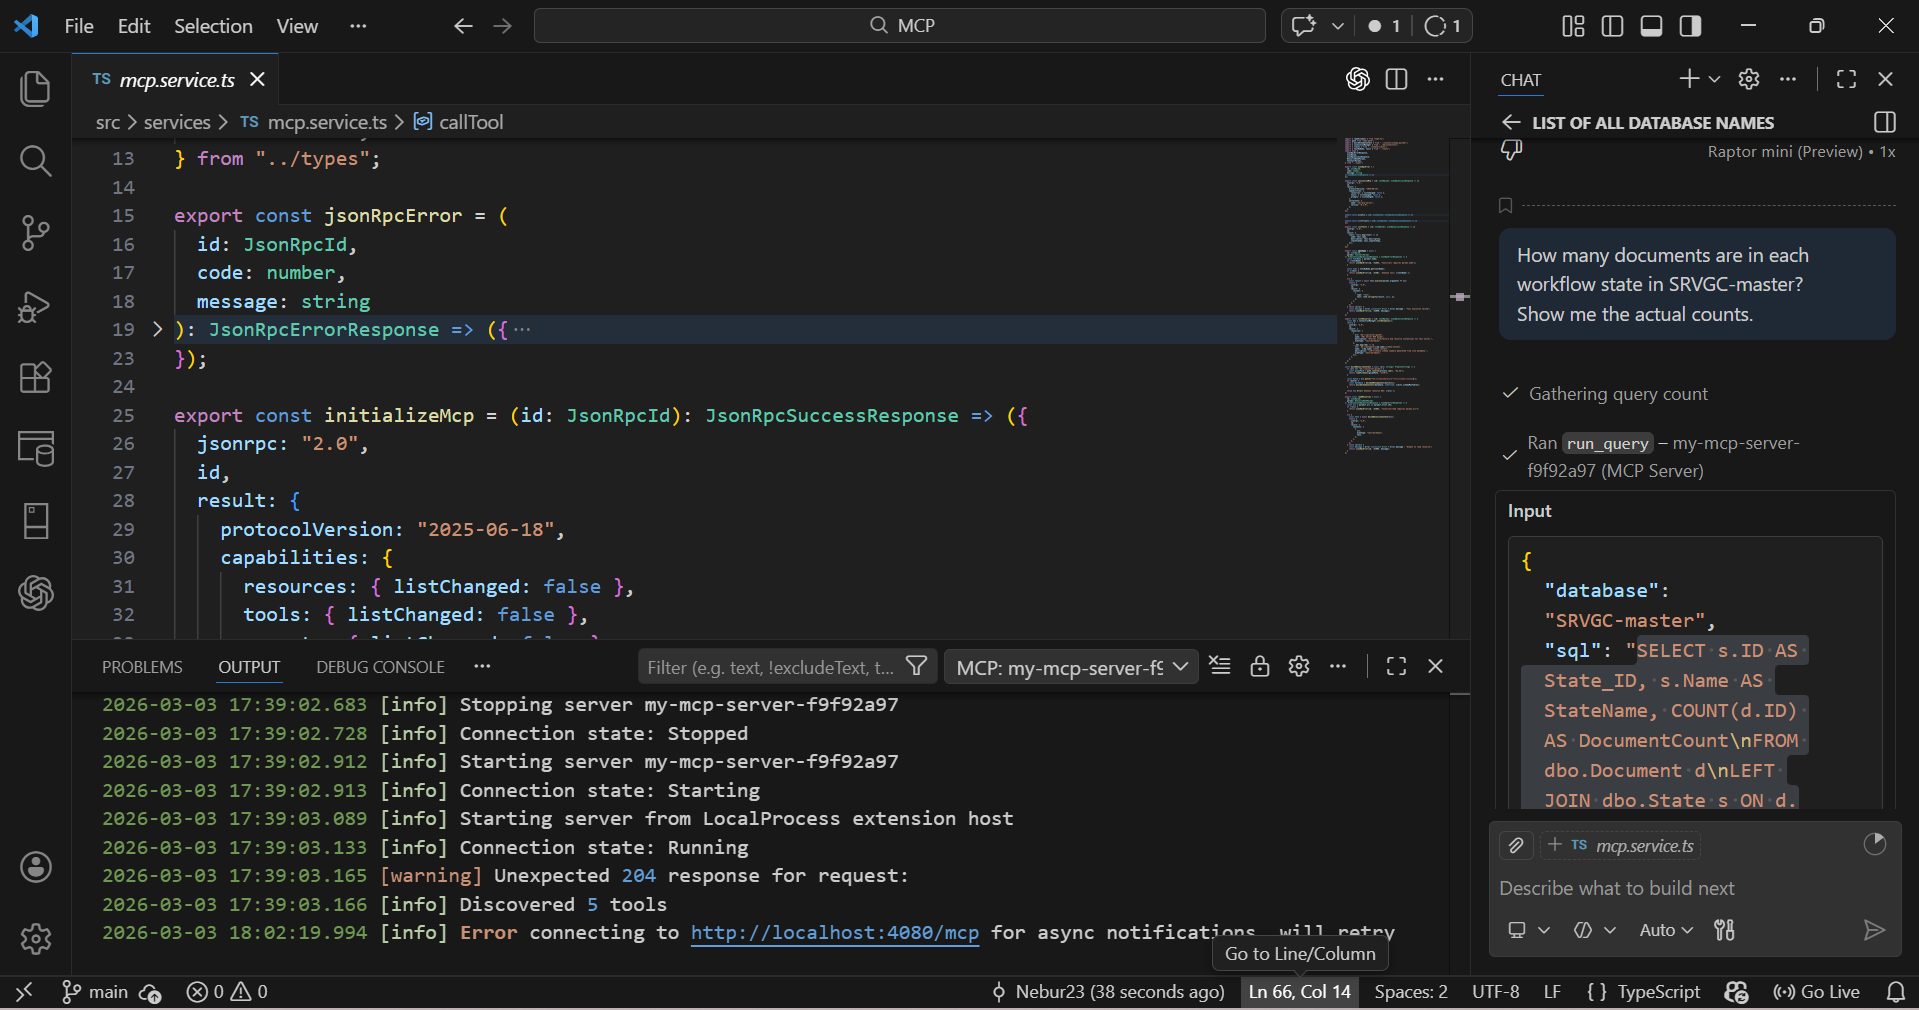 File Edit Selection View ···
MCP
1 1
TS mcp.service.ts
src > services > TS mcp.service.ts > callTool
13 } from "../types";
14
15 export const jsonRpcError = (
16 id: JsonRpcId,
17 code: number,
18 message: string
19 ): JsonRpcErrorResponse => ({ ···
23 });
24
25 export const initializeMcp = (id: JsonRpcId): JsonRpcSuccessResponse => ({
26 jsonrpc: "2.0",
27 id,
28 result: {
29 protocolVersion: "2025-06-18",
30 capabilities: {
31 resources: { listChanged: false },
32 tools: { listChanged: false },
PROBLEMS OUTPUT DEBUG CONSOLE ···
Filter (e.g. text, !excludeText, t...
MCP: my-mcp-server-f9
2026-03-03 17:39:02.683 [info] Stopping server my-mcp-server-f9f92a97
2026-03-03 17:39:02.728 [info] Connection state: Stopped
2026-03-03 17:39:02.912 [info] Starting server my-mcp-server-f9f92a97
2026-03-03 17:39:02.913 [info] Connection state: Starting
2026-03-03 17:39:03.089 [info] Starting server from LocalProcess extension host
2026-03-03 17:39:03.133 [info] Connection state: Running
2026-03-03 17:39:03.165 [warning] Unexpected 204 response for request:
2026-03-03 17:39:03.166 [info] Discovered 5 tools
2026-03-03 18:02:19.994 [info] Error connecting to http://localhost:4080/mcp for async notifications, will retry
Go to Line/Column
CHAT
LIST OF ALL DATABASE NAMES
Raptor mini (Preview) • 1x
How many documents are in each
workflow state in SRVGC-master?
Show me the actual counts.
Gathering query count
Ran run_query – my-mcp-server-
f9f92a97 (MCP Server)
Input
{
"database":
"SRVGC-master",
"sql": "SELECT s.ID AS
State_ID, s.Name AS
StateName, COUNT(d.ID)
AS DocumentCount\nFROM
dbo.Document d\nLEFT
JOIN dbo.State s ON d.
+ TS mcp.service.ts
Describe what to build next
Auto
main 0 0
Nebur23 (38 seconds ago) Ln 66, Col 14 Spaces: 2 UTF-8 LF { } TypeScript Go Live